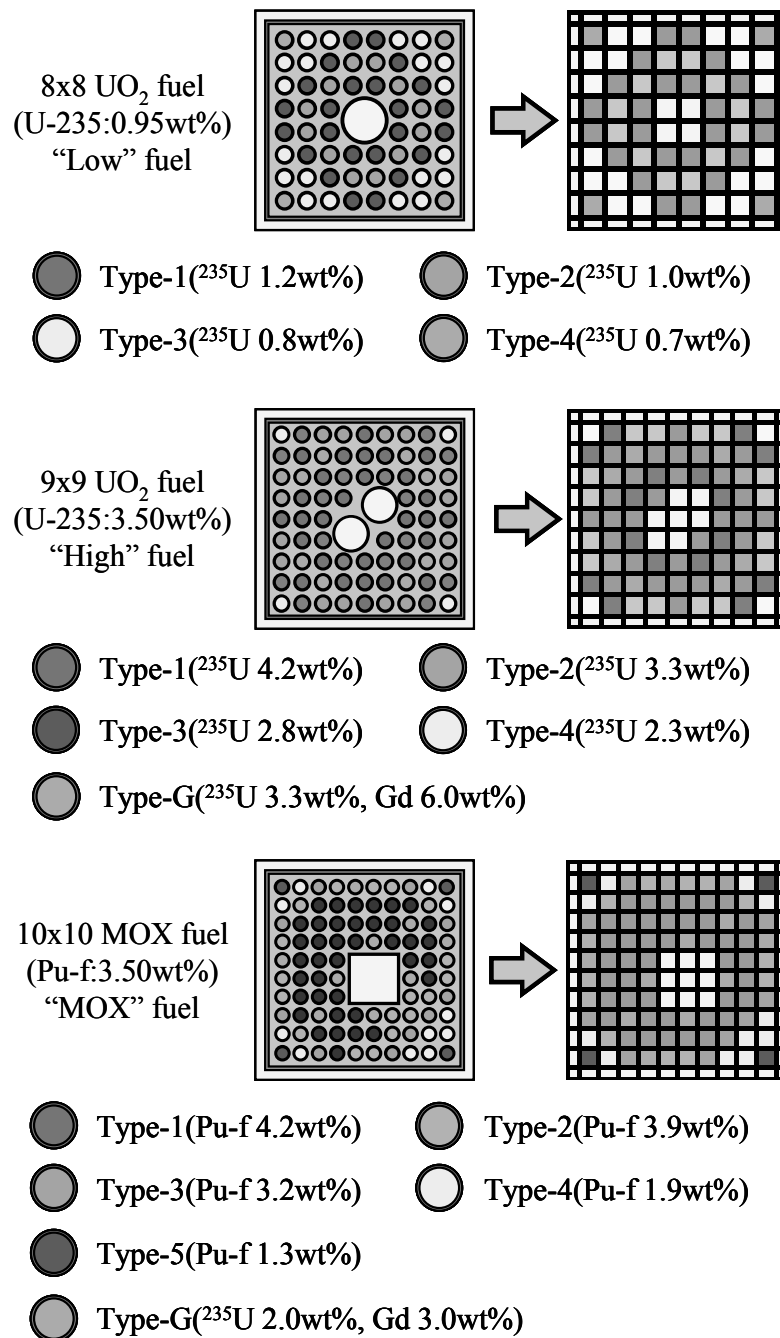 8x8 UO₂ fuel
(U-235:0.95wt%)
“Low” fuel
Type-1(²³⁵U 1.2wt%)
Type-2(²³⁵U 1.0wt%)
Type-3(²³⁵U 0.8wt%)
Type-4(²³⁵U 0.7wt%)
9x9 UO₂ fuel
(U-235:3.50wt%)
“High” fuel
Type-1(²³⁵U 4.2wt%)
Type-2(²³⁵U 3.3wt%)
Type-3(²³⁵U 2.8wt%)
Type-4(²³⁵U 2.3wt%)
Type-G(²³⁵U 3.3wt%, Gd 6.0wt%)
10x10 MOX fuel
(Pu-f:3.50wt%)
“MOX” fuel
Type-1(Pu-f 4.2wt%)
Type-2(Pu-f 3.9wt%)
Type-3(Pu-f 3.2wt%)
Type-4(Pu-f 1.9wt%)
Type-5(Pu-f 1.3wt%)
Type-G(²³⁵U 2.0wt%, Gd 3.0wt%)